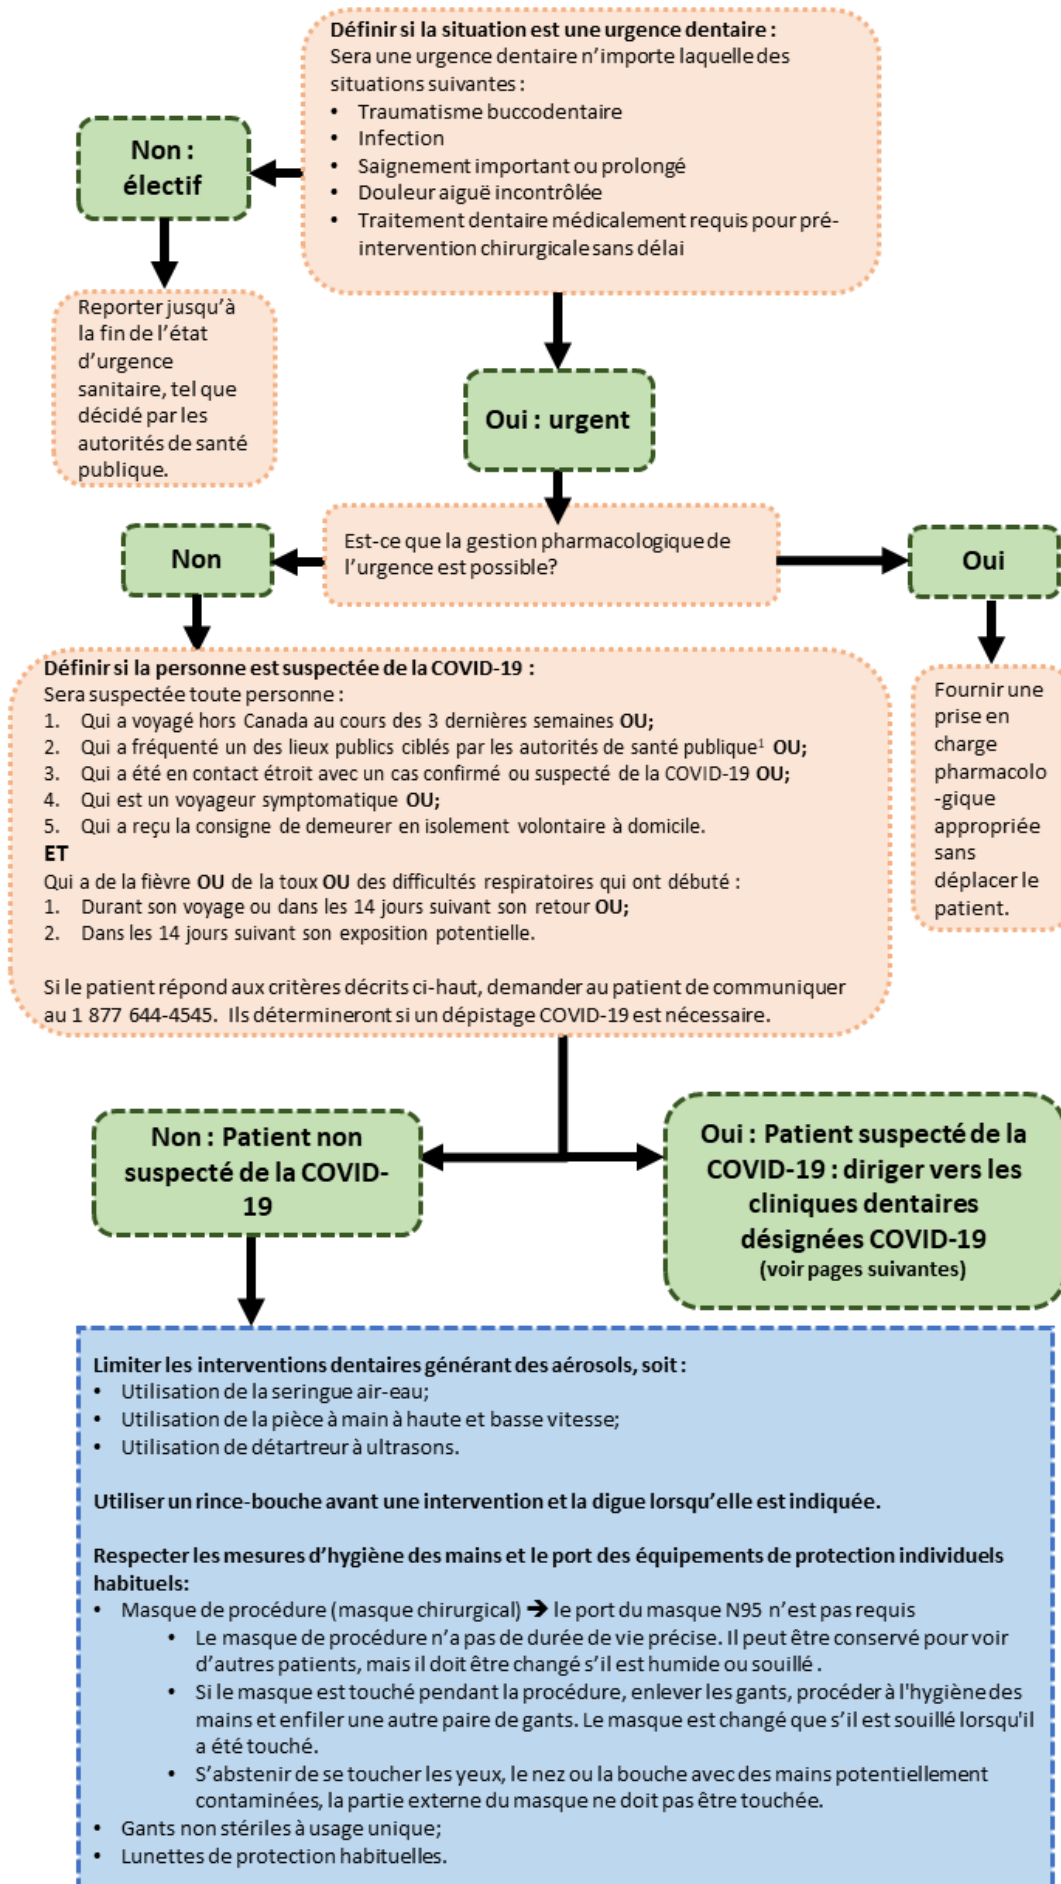 Définir si la situation est une urgence dentaire :
Sera une urgence dentaire n’importe laquelle des
situations suivantes :
• Traumatisme buccodentaire
• Infection
• Saignement important ou prolongé
• Douleur aiguë incontrôlée
• Traitement dentaire médicalement requis pour pré-
intervention chirurgicale sans délai
Non :
électif
Reporter jusqu’à
la fin de l’état
d’urgence
sanitaire, tel que
décidé par les
autorités de santé
publique.
Oui : urgent
Est-ce que la gestion pharmacologique de
l’urgence est possible?
Non
Oui
Fournir une
prise en
charge
pharmacolo
-gique
appropriée
sans
déplacer le
patient.
Définir si la personne est suspectée de la COVID-19 :
Sera suspectée toute personne :
1. Qui a voyagé hors Canada au cours des 3 dernières semaines OU;
2. Qui a fréquenté un des lieux publics ciblés par les autorités de santé publique¹ OU;
3. Qui a été en contact étroit avec un cas confirmé ou suspecté de la COVID-19 OU;
4. Qui est un voyageur symptomatique OU;
5. Qui a reçu la consigne de demeurer en isolement volontaire à domicile.
ET
Qui a de la fièvre OU de la toux OU des difficultés respiratoires qui ont débuté :
1. Durant son voyage ou dans les 14 jours suivant son retour OU;
2. Dans les 14 jours suivant son exposition potentielle.
Si le patient répond aux critères décrits ci-haut, demander au patient de communiquer
au 1 877 644-4545. Ils détermineront si un dépistage COVID-19 est nécessaire.
Non : Patient non
suspecté de la COVID-
19
Oui : Patient suspecté de la
COVID-19 : diriger vers les
cliniques dentaires
désignées COVID-19
(voir pages suivantes)
Limiter les interventions dentaires générant des aérosols, soit :
• Utilisation de la seringue air-eau;
• Utilisation de la pièce à main à haute et basse vitesse;
• Utilisation de détartreur à ultrasons.
Utiliser un rince-bouche avant une intervention et la digue lorsqu’elle est indiquée.
Respecter les mesures d’hygiène des mains et le port des équipements de protection individuels
habituels:
• Masque de procédure (masque chirurgical) ➔ le port du masque N95 n’est pas requis
• Le masque de procédure n’a pas de durée de vie précise. Il peut être conservé pour voir
d’autres patients, mais il doit être changé s’il est humide ou souillé .
• Si le masque est touché pendant la procédure, enlever les gants, procéder à l'hygiène des
mains et enfiler une autre paire de gants. Le masque est changé que s’il est souillé lorsqu'il
a été touché.
• S’abstenir de se toucher les yeux, le nez ou la bouche avec des mains potentiellement
contaminées, la partie externe du masque ne doit pas être touchée.
• Gants non stériles à usage unique;
• Lunettes de protection habituelles.